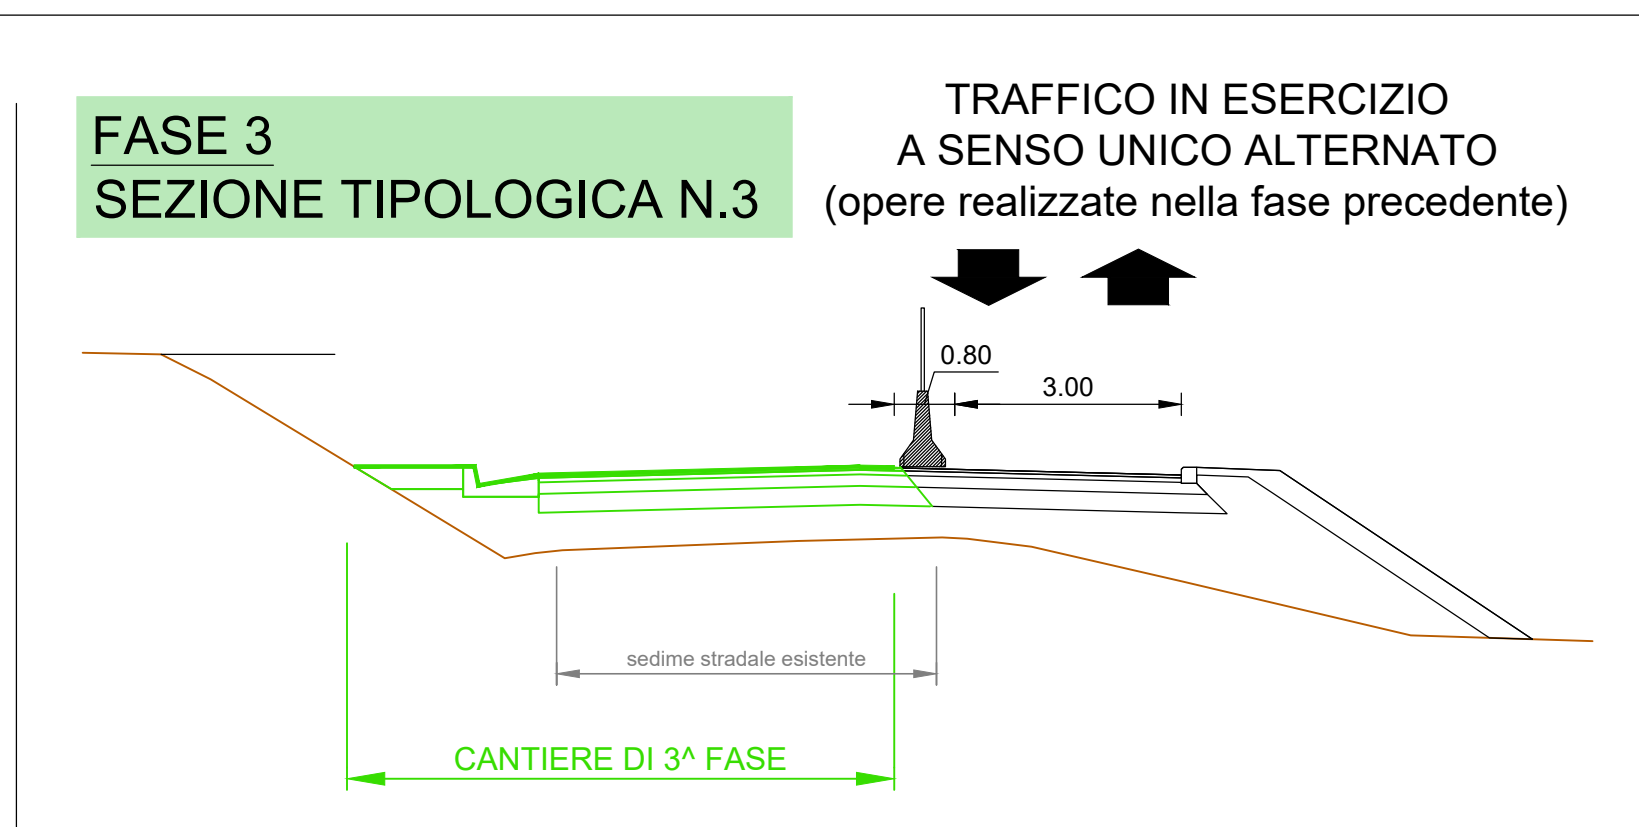 FASE 3
SEZIONE TIPOLOGICA N.3
TRAFFICO IN ESERCIZIO
A SENSO UNICO ALTERNATO
(opere realizzate nella fase precedente)
0.80
3.00
sedime stradale esistente
CANTIERE DI 3^ FASE